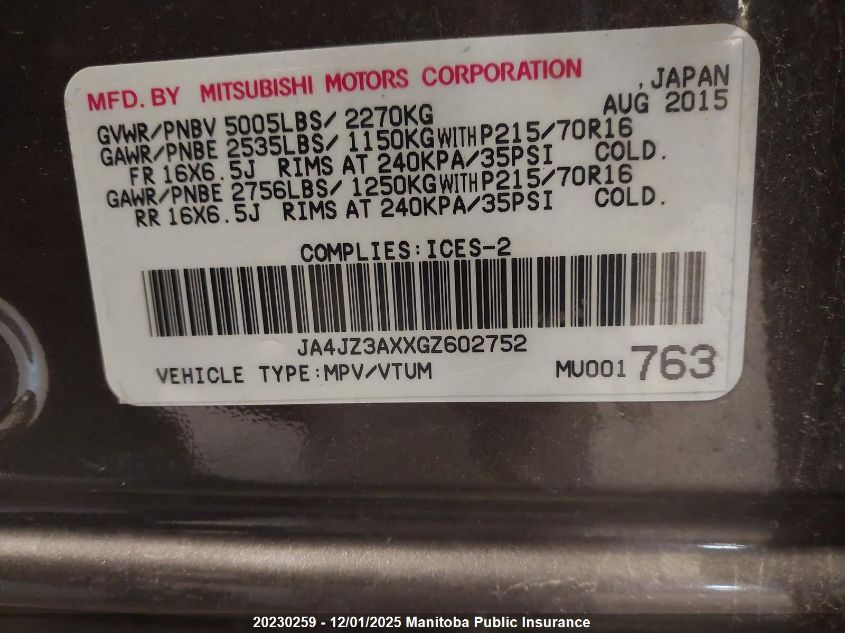 MFD. BY MITSUBISHI MOTORS CORPORATION , JAPAN
GVWR/PNBV 5005LBS/ 2270KG AUG 2015
GAWR/PNBE 2535LBS/ 1150KG WITH P215/70R16
FR 16X6.5J RIMS AT 240KPA/35PSI COLD.
GAWR/PNBE 2756LBS/ 1250KG WITH P215/70R16
RR 16X6.5J RIMS AT 240KPA/35PSI COLD.
COMPLIES:ICES-2
JA4JZ3AXXGZ602752
VEHICLE TYPE:MPV/VTUM MU001 763
20230259 - 12/01/2025 Manitoba Public Insurance